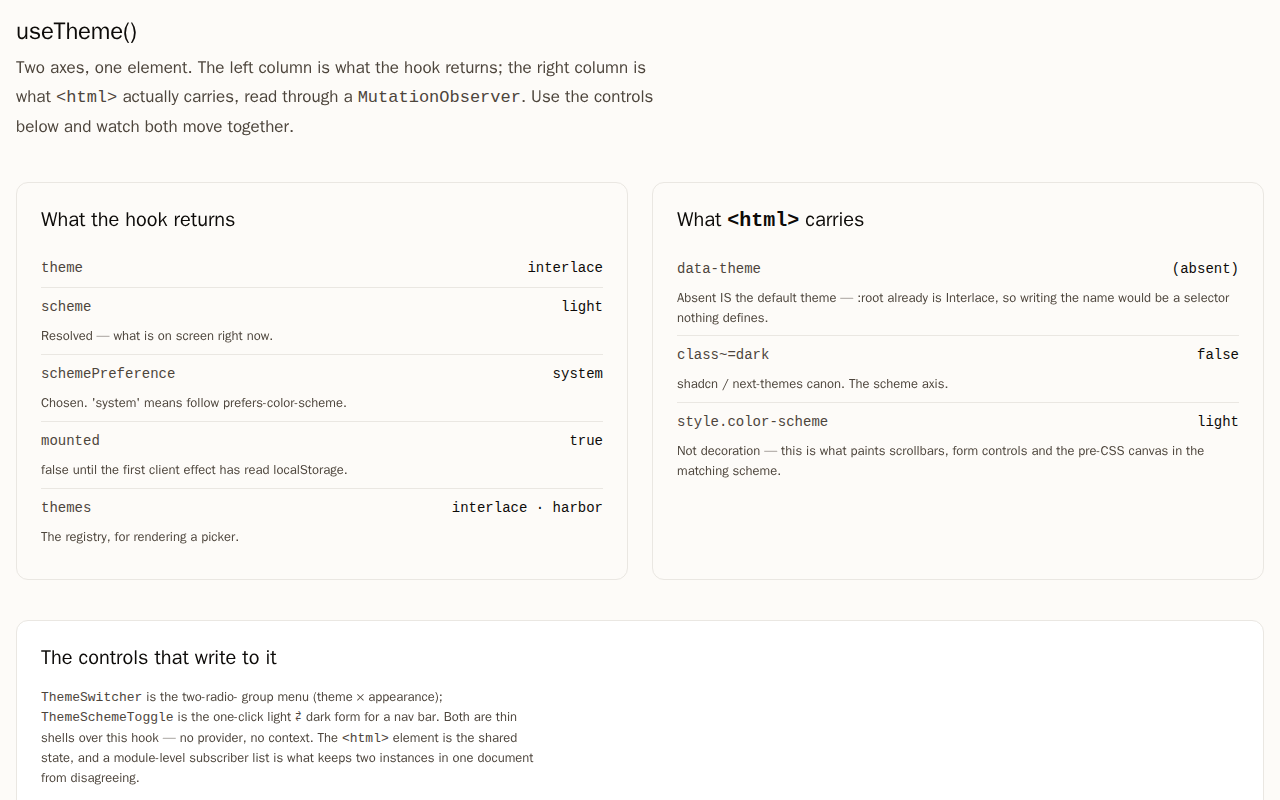 useTheme()
Two axes, one element. The left column is what the hook returns; the right column is
what <html> actually carries, read through a MutationObserver. Use the controls
below and watch both move together.
What the hook returns
theme interlace
scheme light
Resolved — what is on screen right now.
schemePreference system
Chosen. 'system' means follow prefers-color-scheme.
mounted true
false until the first client effect has read localStorage.
themes interlace · harbor
The registry, for rendering a picker.
What <html> carries
data-theme (absent)
Absent IS the default theme — :root already is Interlace, so writing the name would be a selector
nothing defines.
class~=dark false
shadcn / next-themes canon. The scheme axis.
style.color-scheme light
Not decoration — this is what paints scrollbars, form controls and the pre-CSS canvas in the
matching scheme.
The controls that write to it
ThemeSwitcher is the two-radio- group menu (theme × appearance);
ThemeSchemeToggle is the one-click light ⇄ dark form for a nav bar. Both are thin
shells over this hook — no provider, no context. The <html> element is the shared
state, and a module-level subscriber list is what keeps two instances in one document
from disagreeing.